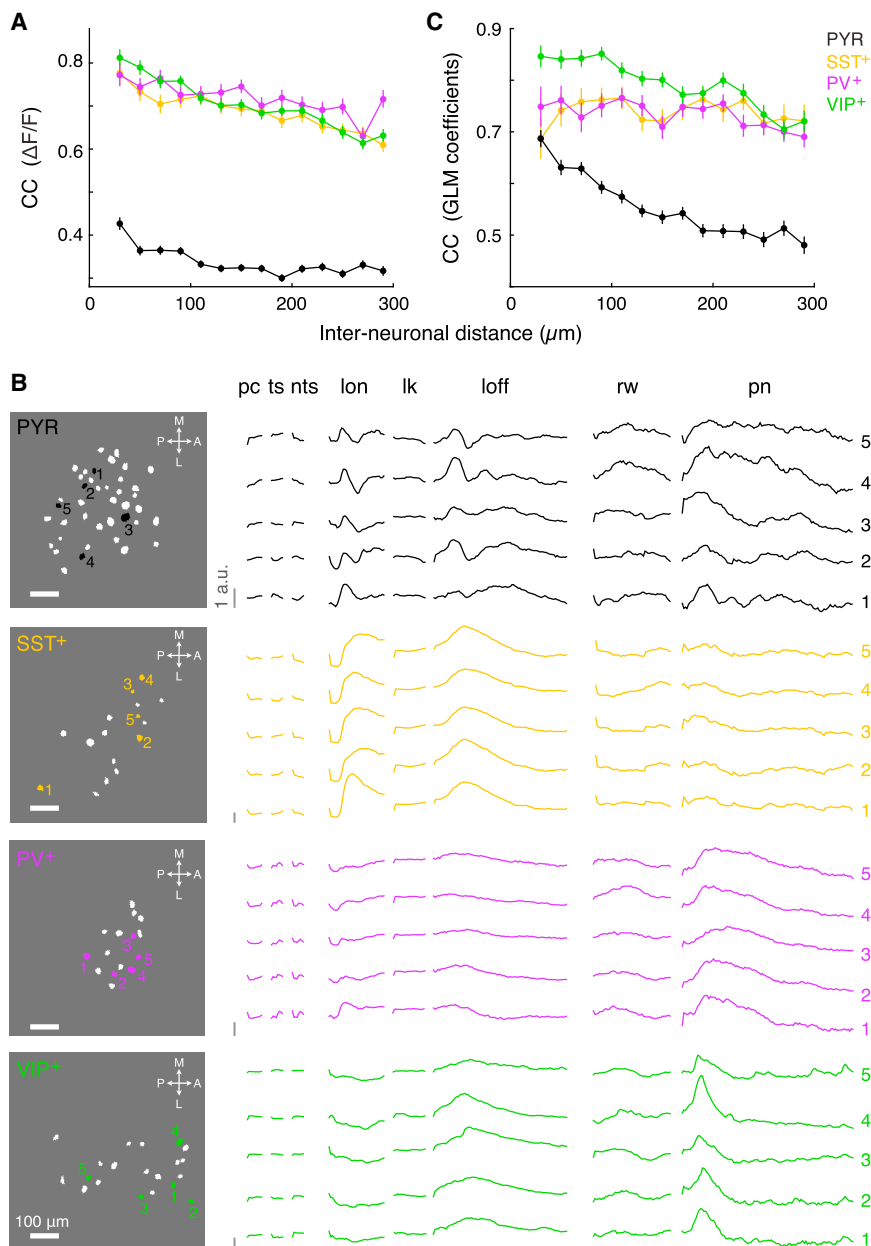 A
C
0.8
0.6
0.4
CC (ΔF/F)
0 100 200 300
0.9
0.7
0.5
CC (GLM coefficients)
0 100 200 300
PYR
SST+
PV+
VIP+
Inter-neuronal distance (µm)
B
pc ts nts lon lk loff rw pn
PYR
M
P A
L
1
2
5
3
4
1 a.u.
5
4
3
2
1
SST+
M
P A
L
3 4
5
2
1
5
4
3
2
1
PV+
M
P A
L
3
1
5
2 4
5
4
3
2
1
VIP+
M
P A
L
4
5
1
3
2
100 µm
5
4
3
2
1